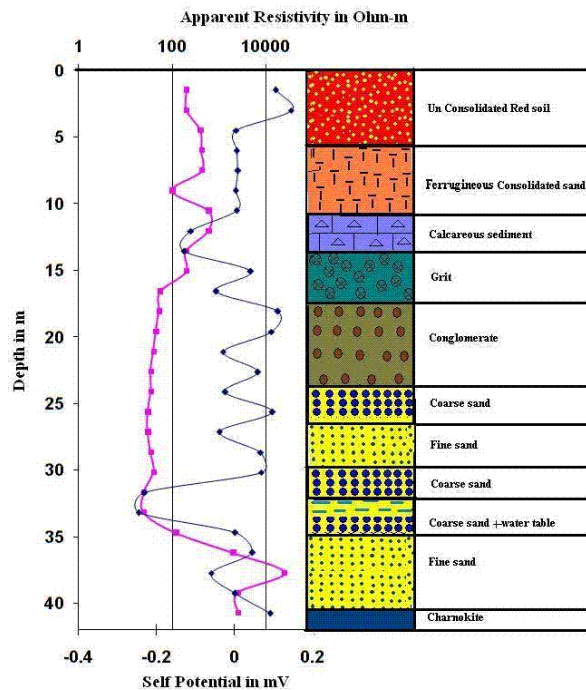 Apparent Resistivity in Ohm-m
1 100 10000
0
5
10
15
20
25
30
35
40
Depth in m
-0.4 -0.2 0 0.2
Self Potential in mV
Un Consolidated Red soil
Ferrugineous Consolidated sand
Calcareous sediment
Grit
Conglomerate
Coarse sand
Fine sand
Coarse sand
Coarse sand +water table
Fine sand
Charnokite